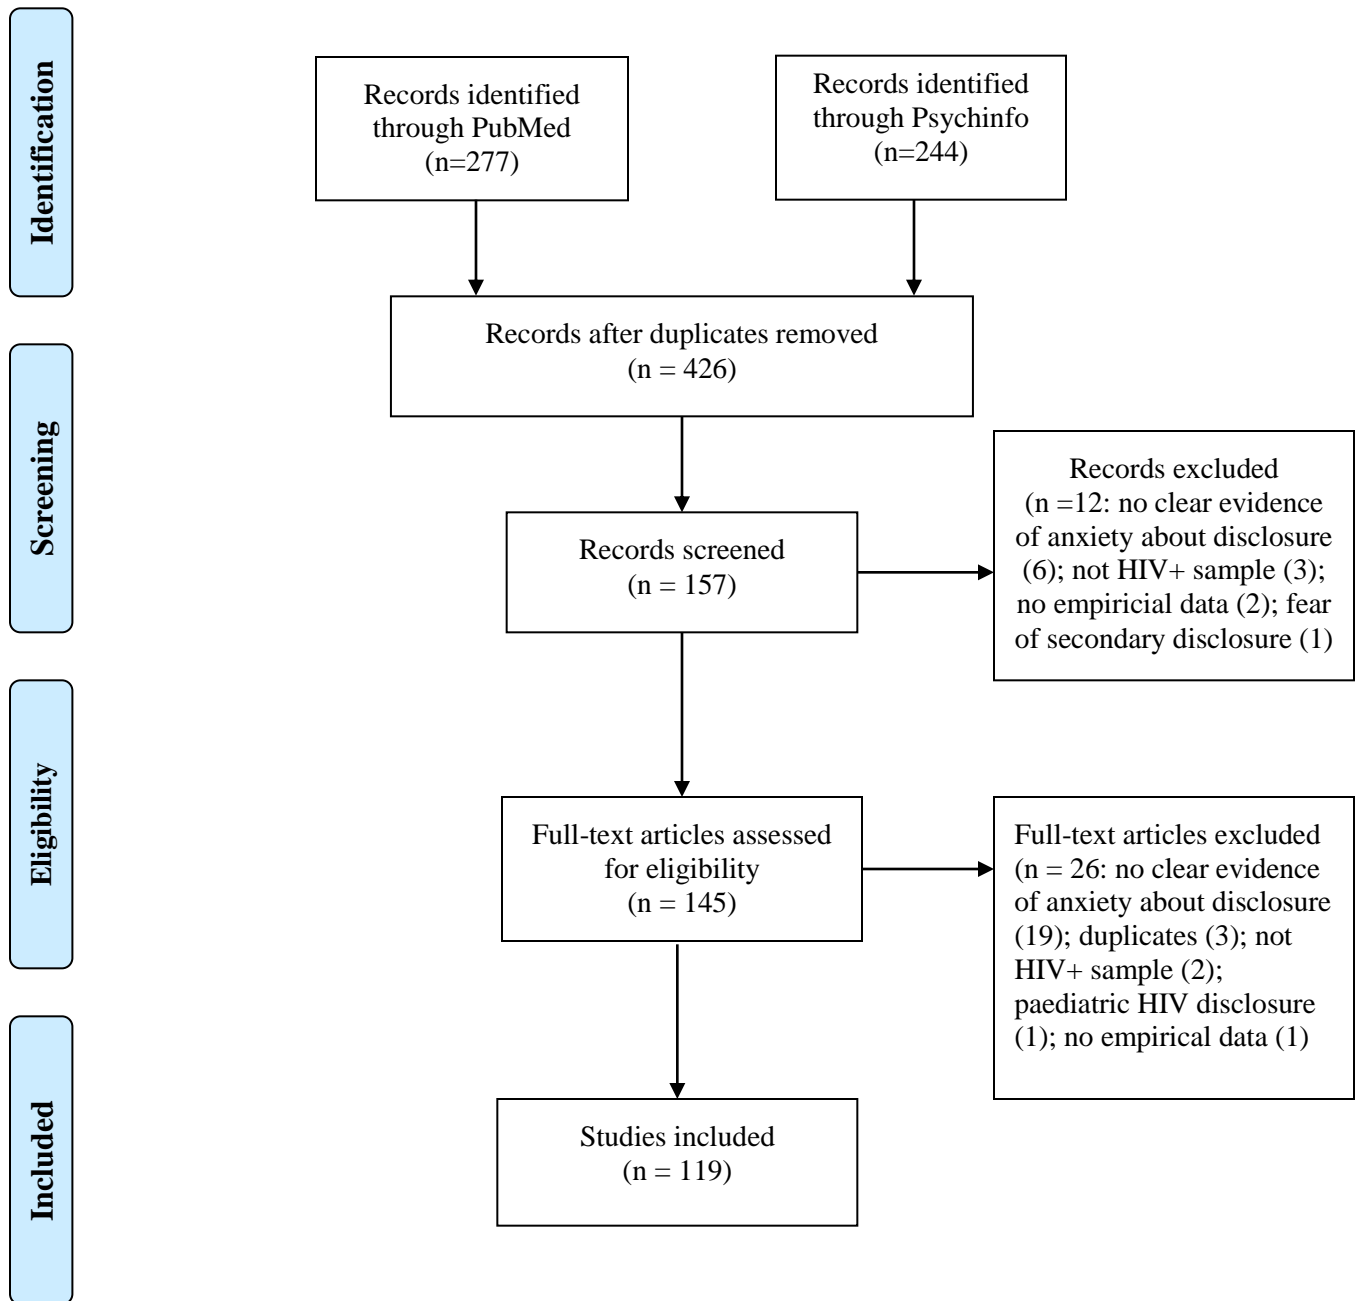 Identification
Records identified
through PubMed
(n=277)
Records identified
through Psychinfo
(n=244)
Records after duplicates removed
(n = 426)
Screening
Records screened
(n = 157)
Records excluded
(n =12: no clear evidence
of anxiety about disclosure
(6); not HIV+ sample (3);
no empiricial data (2); fear
of secondary disclosure (1)
Eligibility
Full-text articles assessed
for eligibility
(n = 145)
Full-text articles excluded
(n = 26: no clear evidence
of anxiety about disclosure
(19); duplicates (3); not
HIV+ sample (2);
paediatric HIV disclosure
(1); no empirical data (1)
Included
Studies included
(n = 119)